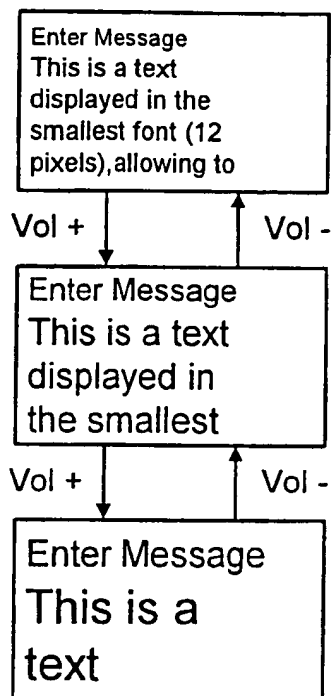 Enter Message
This is a text
displayed in the
smallest font (12
pixels),allowing to
Vol + Vol -
Enter Message
This is a text
displayed in
the smallest
Vol + Vol -
Enter Message
This is a
text